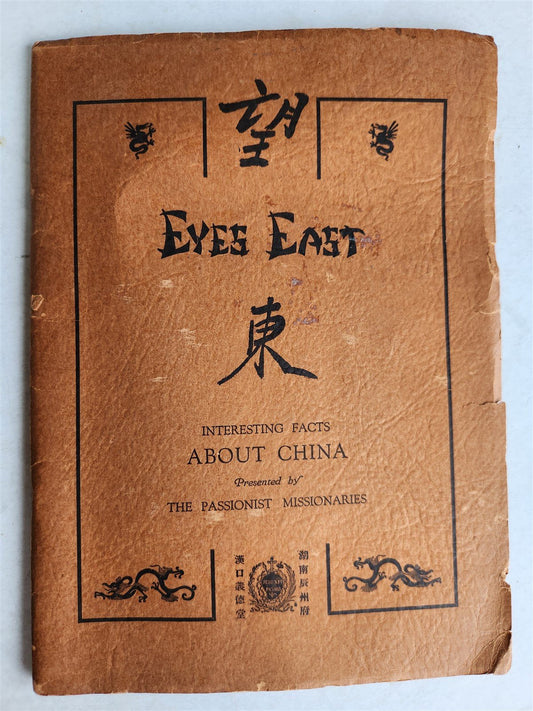 望
EYES EAST
東
INTERESTING FACTS
ABOUT CHINA
Presented by
THE PASSIONIST MISSIONARIES
湖南辰州府
漢口義德堂